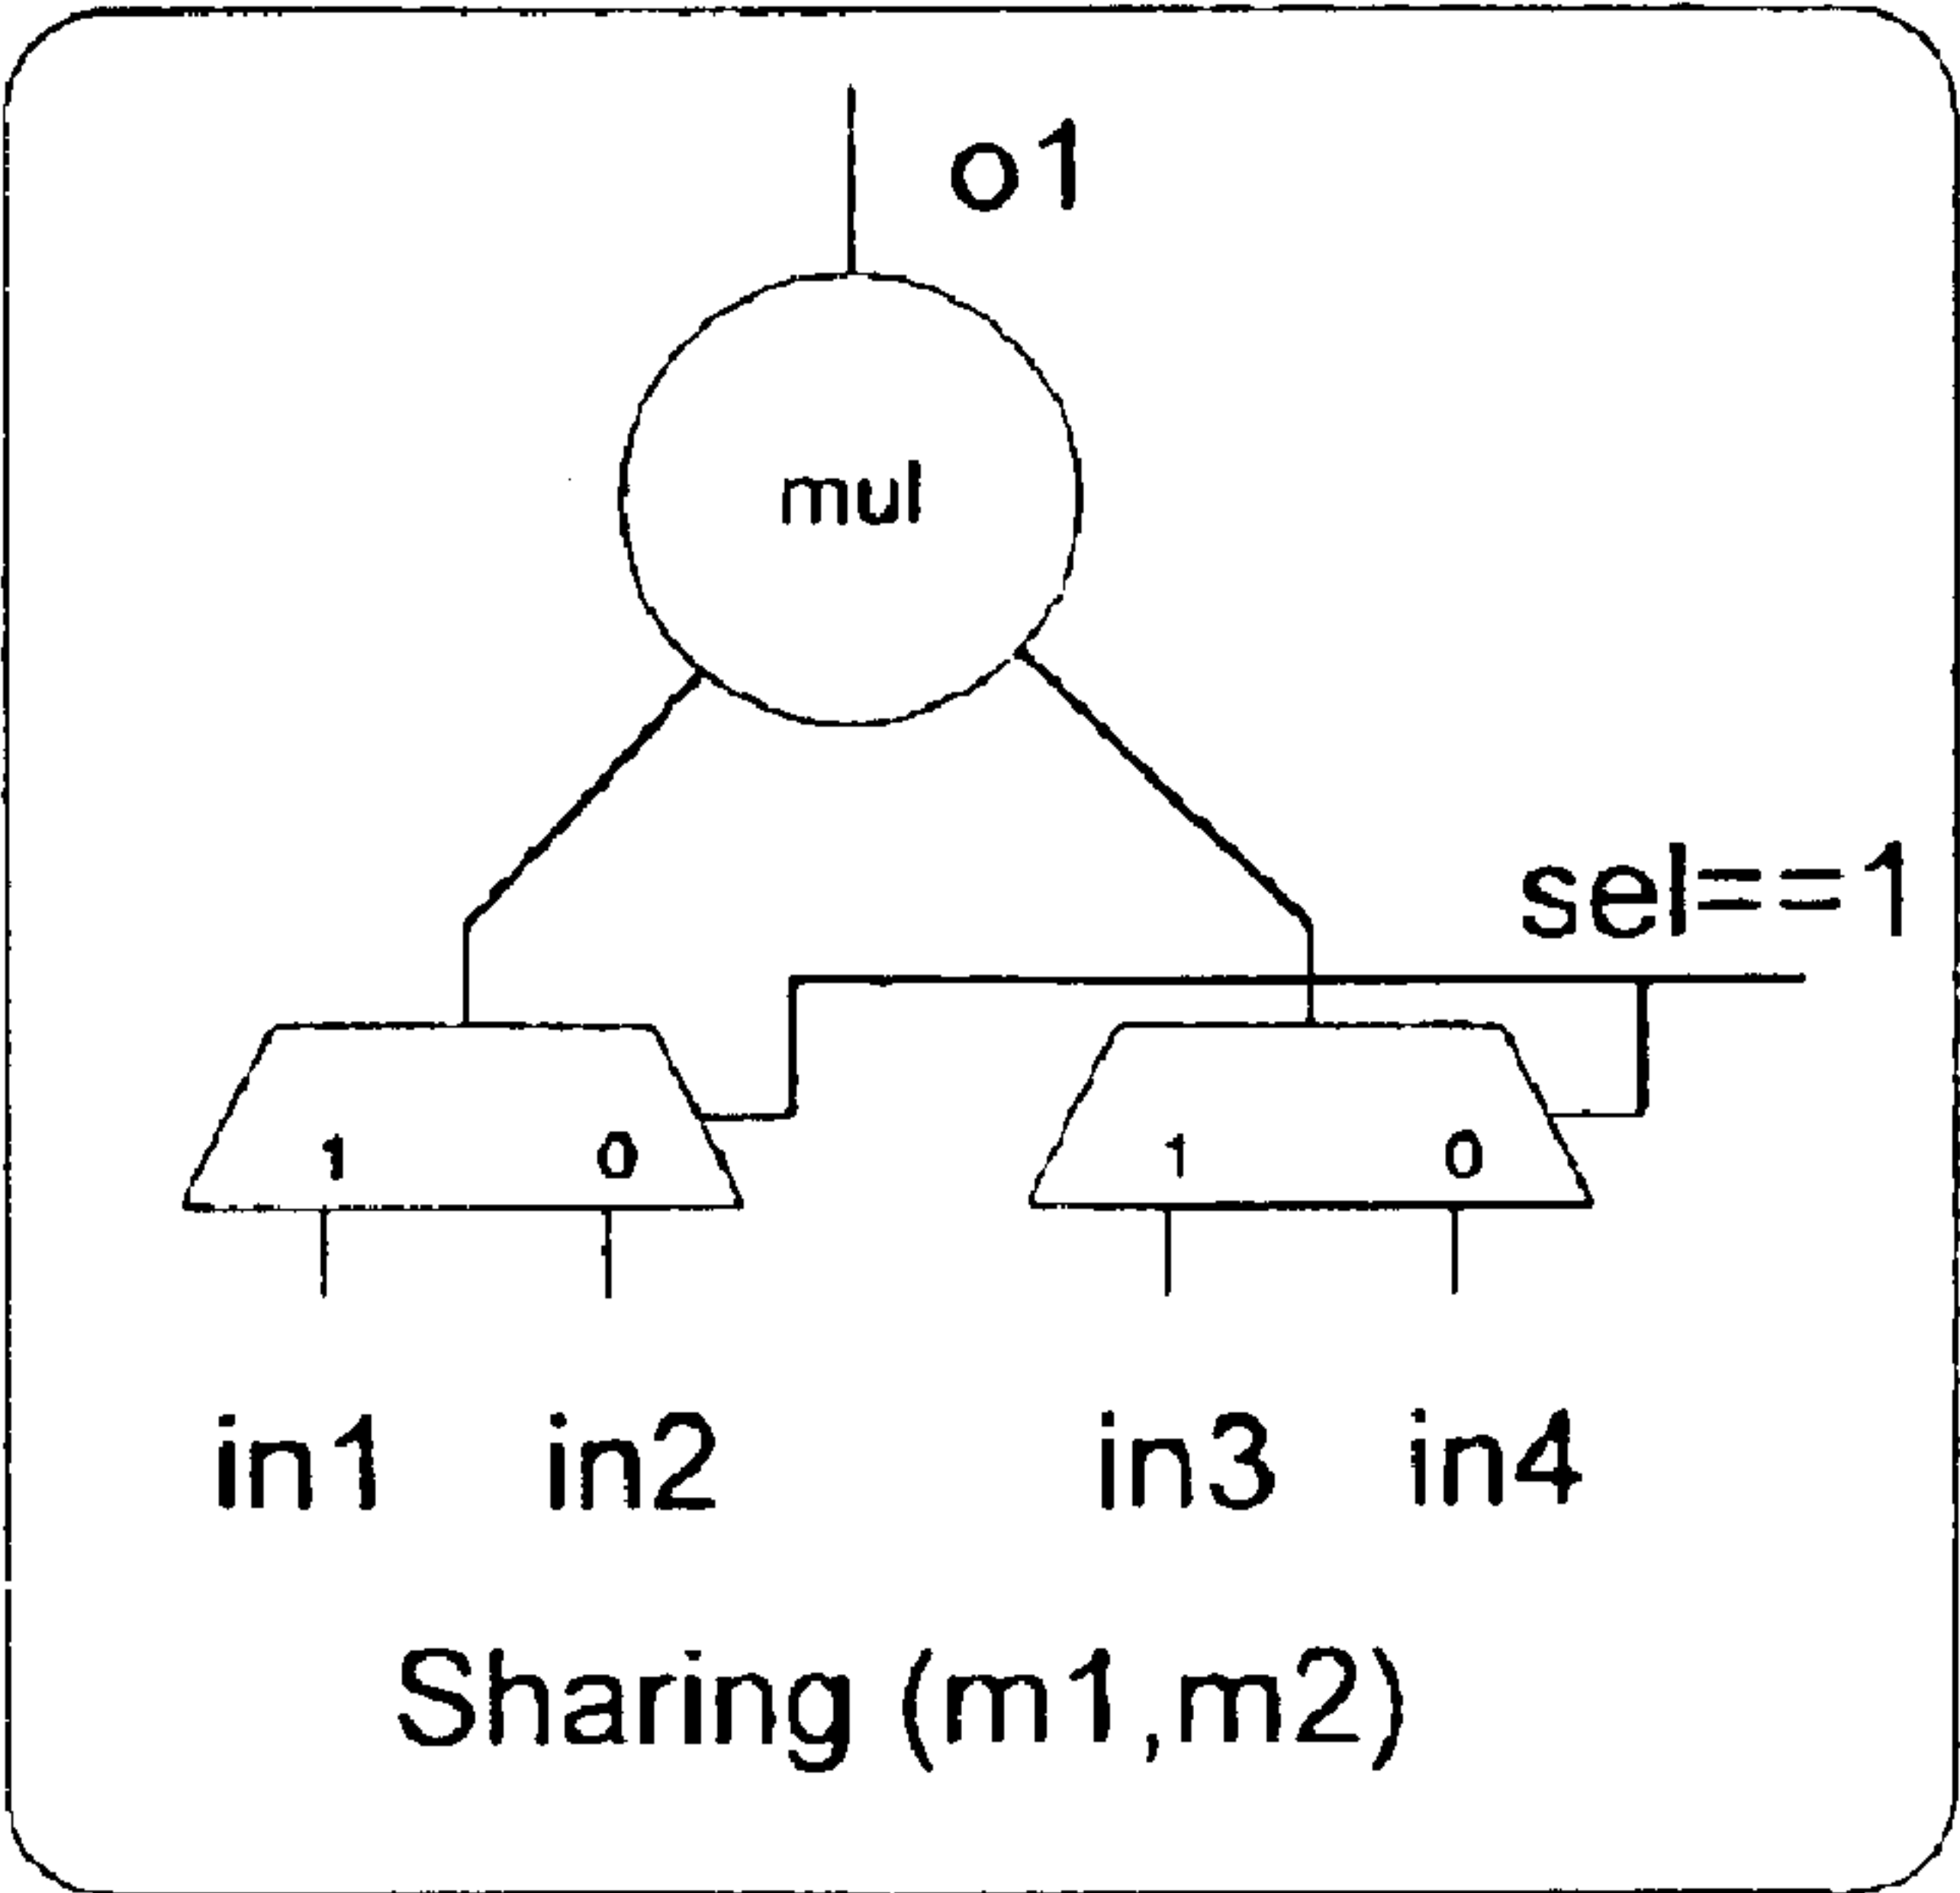 o1
mul
sel==1
1 0 1 0
in1 in2 in3 in4
Sharing (m1,m2)